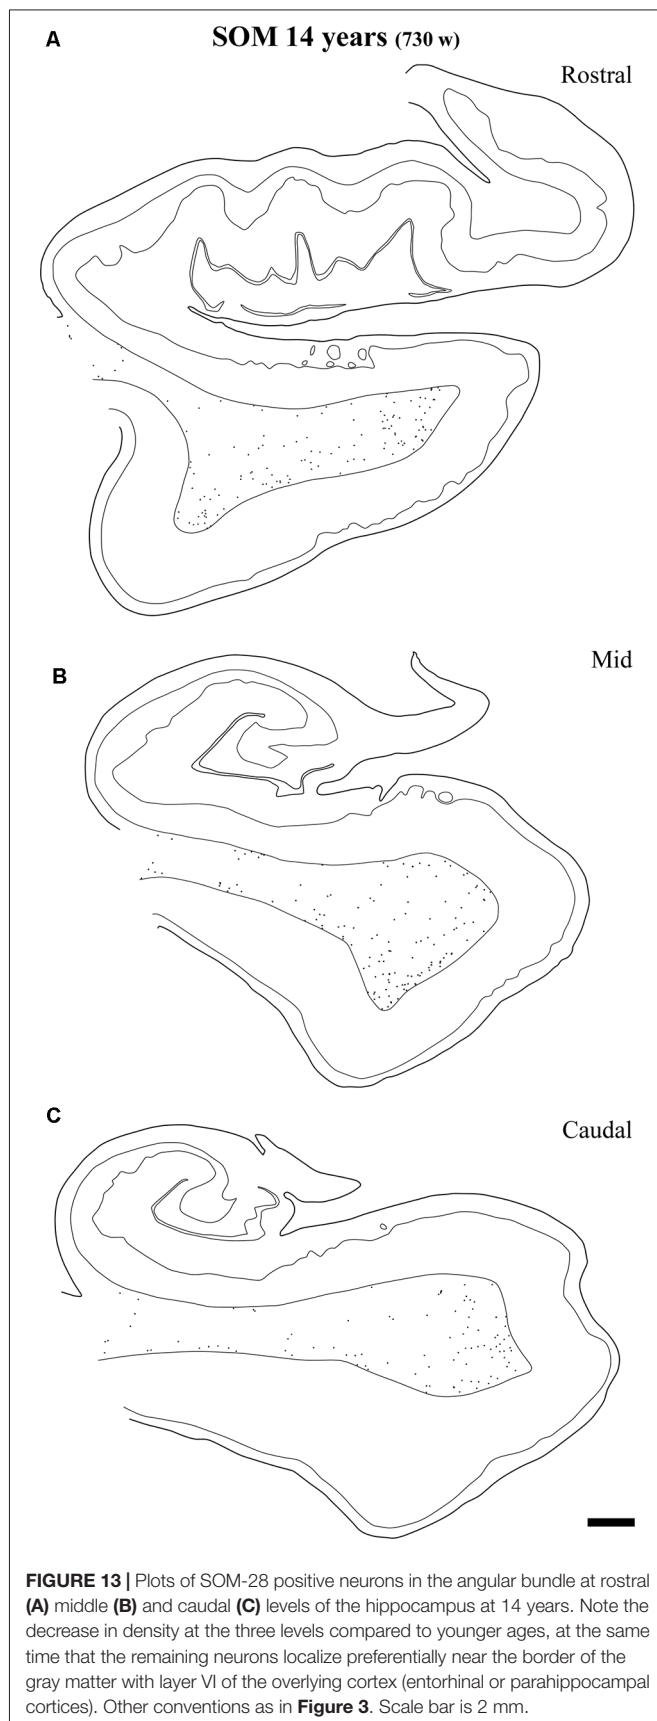 A
SOM 14 years (730 w)
Rostral
B
Mid
C
Caudal
FIGURE 13 | Plots of SOM-28 positive neurons in the angular bundle at rostral
(A) middle (B) and caudal (C) levels of the hippocampus at 14 years. Note the
decrease in density at the three levels compared to younger ages, at the same
time that the remaining neurons localize preferentially near the border of the
gray matter with layer VI of the overlying cortex (entorhinal or parahippocampal
cortices). Other conventions as in Figure 3. Scale bar is 2 mm.